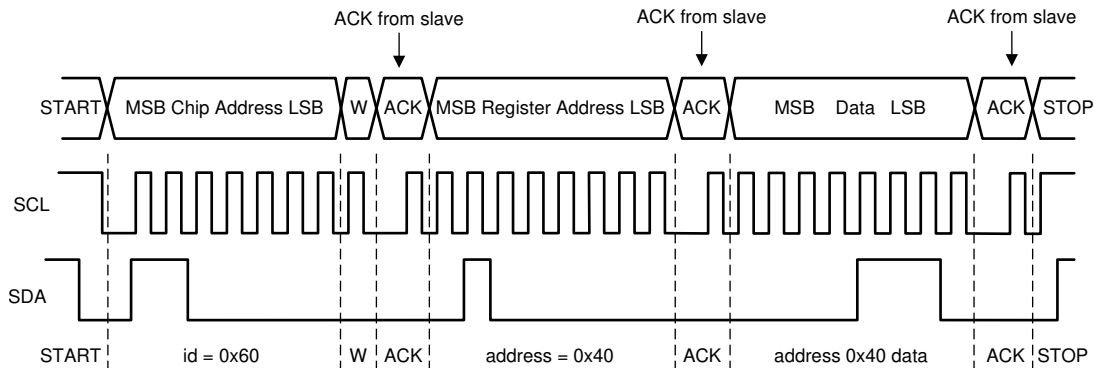 ACK from slave ACK from slave ACK from slave
START MSB Chip Address LSB W ACK MSB Register Address LSB ACK MSB Data LSB ACK STOP
SCL
SDA
START id = 0x60 W ACK address = 0x40 ACK address 0x40 data ACK STOP